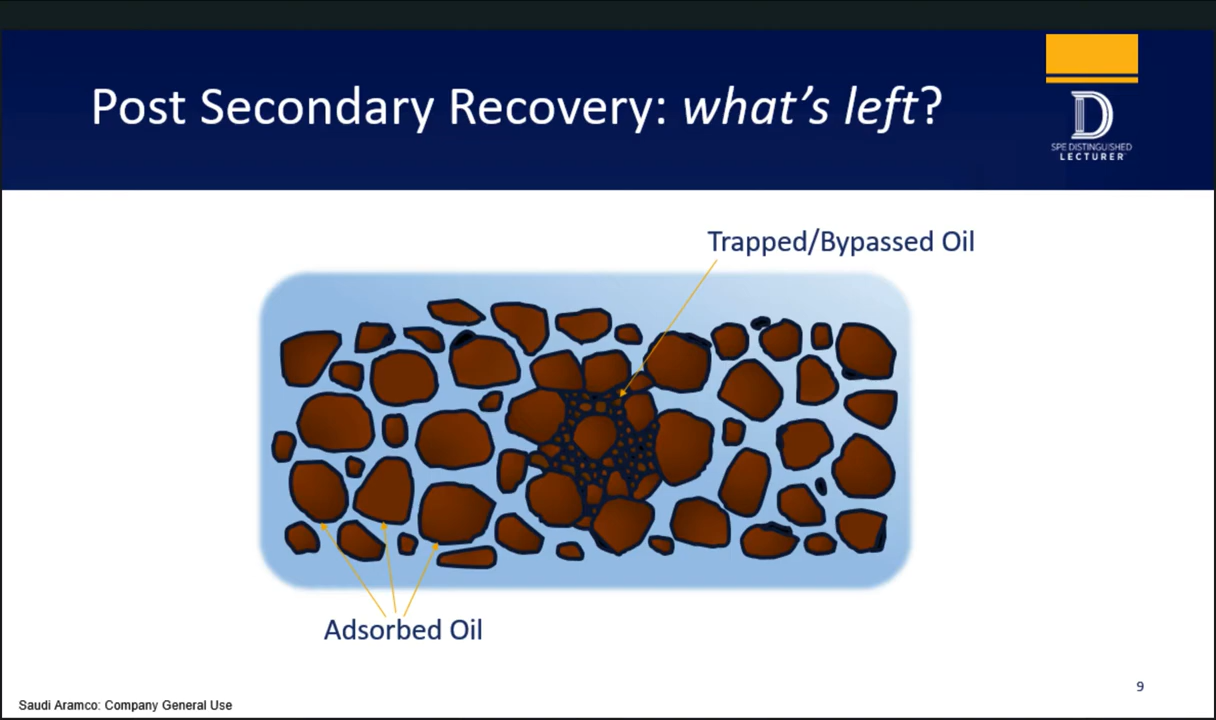 Post Secondary Recovery: what's left?
D
SPE DISTINGUISHED
LECTURER
Trapped/Bypassed Oil
Adsorbed Oil
9
Saudi Aramco: Company General Use